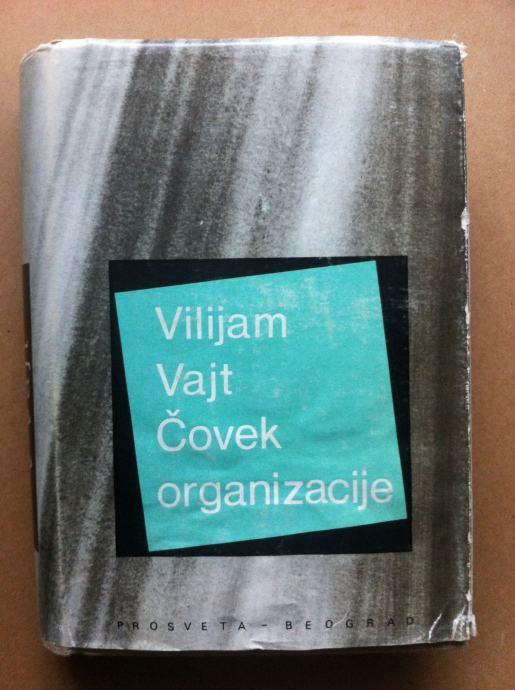 Vilijam
Vajt
Čovek
organizacije
PROSVETA – BEOGRAD